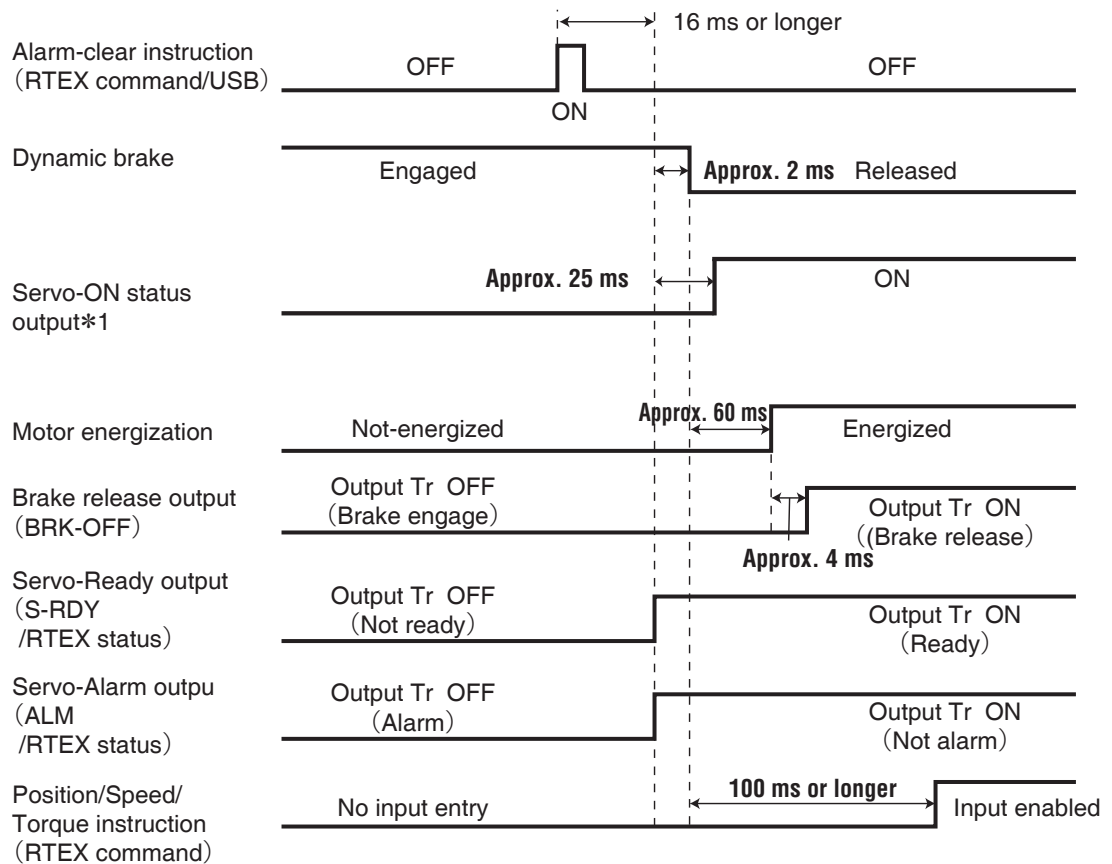 16 ms or longer
Alarm-clear instruction
（RTEX command/USB）
OFF
ON
OFF
Dynamic brake
Engaged
Approx. 2 ms
Released
Servo-ON status
output*1
Approx. 25 ms
ON
Motor energization
Not-energized
Approx. 60 ms
Energized
Brake release output
（BRK-OFF）
Output Tr OFF
（Brake engage）
Output Tr ON
（(Brake release）
Approx. 4 ms
Servo-Ready output
（S-RDY
/RTEX status）
Output Tr OFF
（Not ready）
Output Tr ON
（Ready）
Servo-Alarm outpu
（ALM
/RTEX status）
Output Tr OFF
（Alarm）
Output Tr ON
（Not alarm）
Position/Speed/
Torque instruction
（RTEX command）
No input entry
100 ms or longer
Input enabled